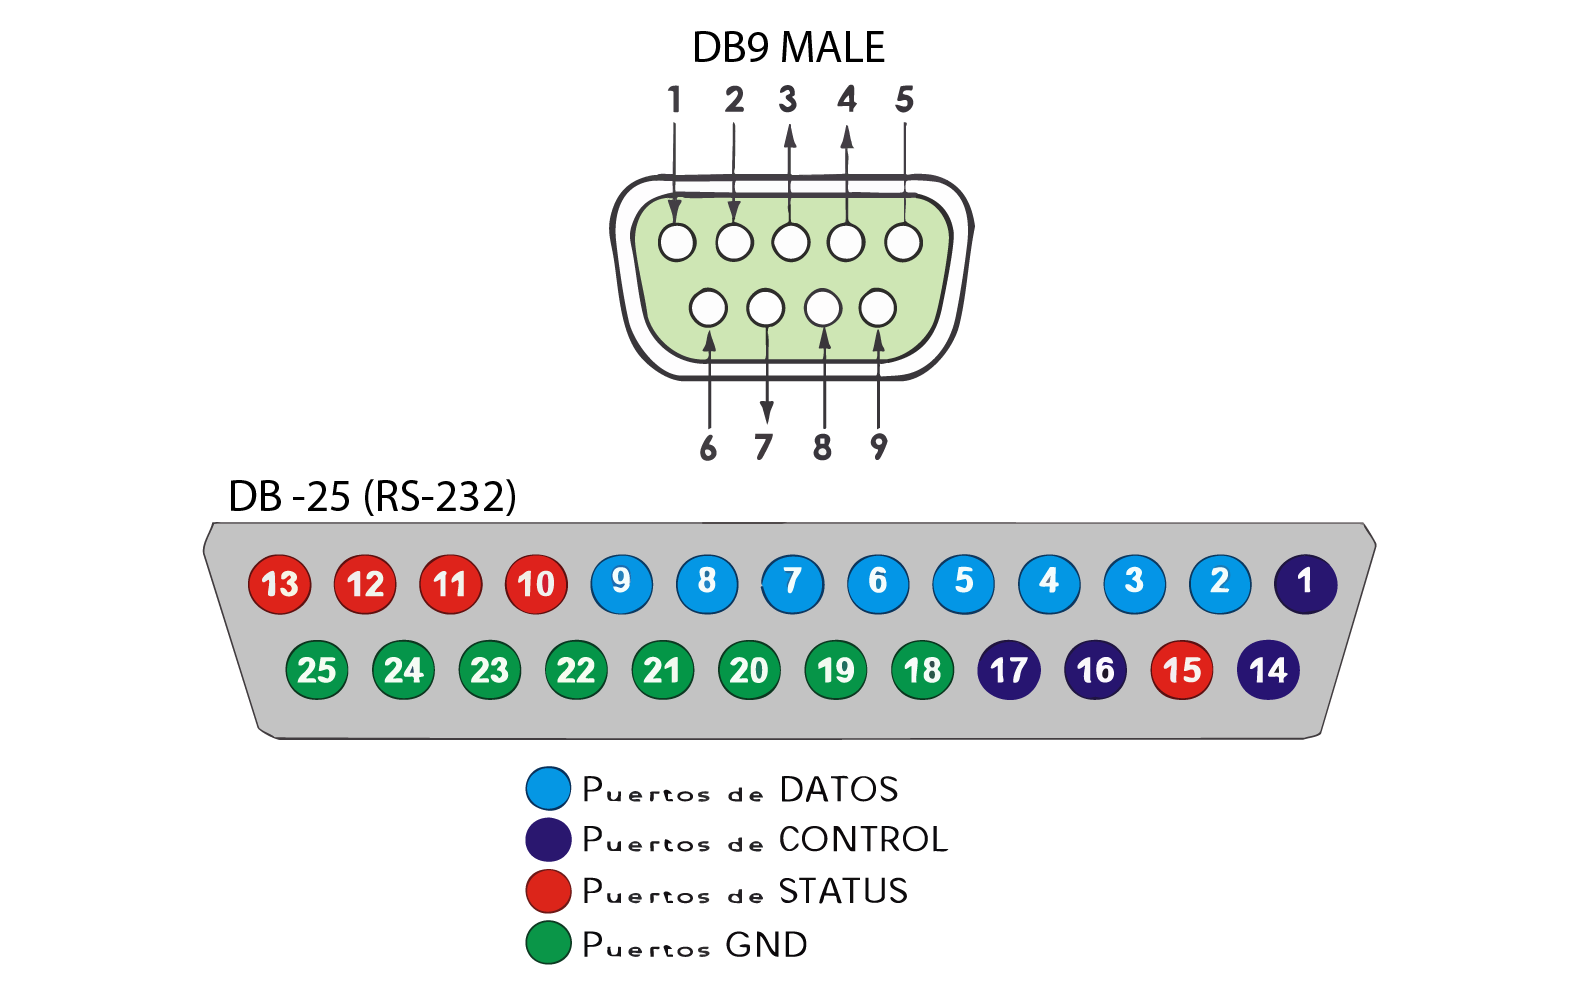 DB9 MALE
1 2 3 4 5
6 7 8 9
DB -25 (RS-232)
13 12 11 10 9 8 7 6 5 4 3 2 1
25 24 23 22 21 20 19 18 17 16 15 14
Puertos de DATOS
Puertos de CONTROL
Puertos de STATUS
Puertos GND